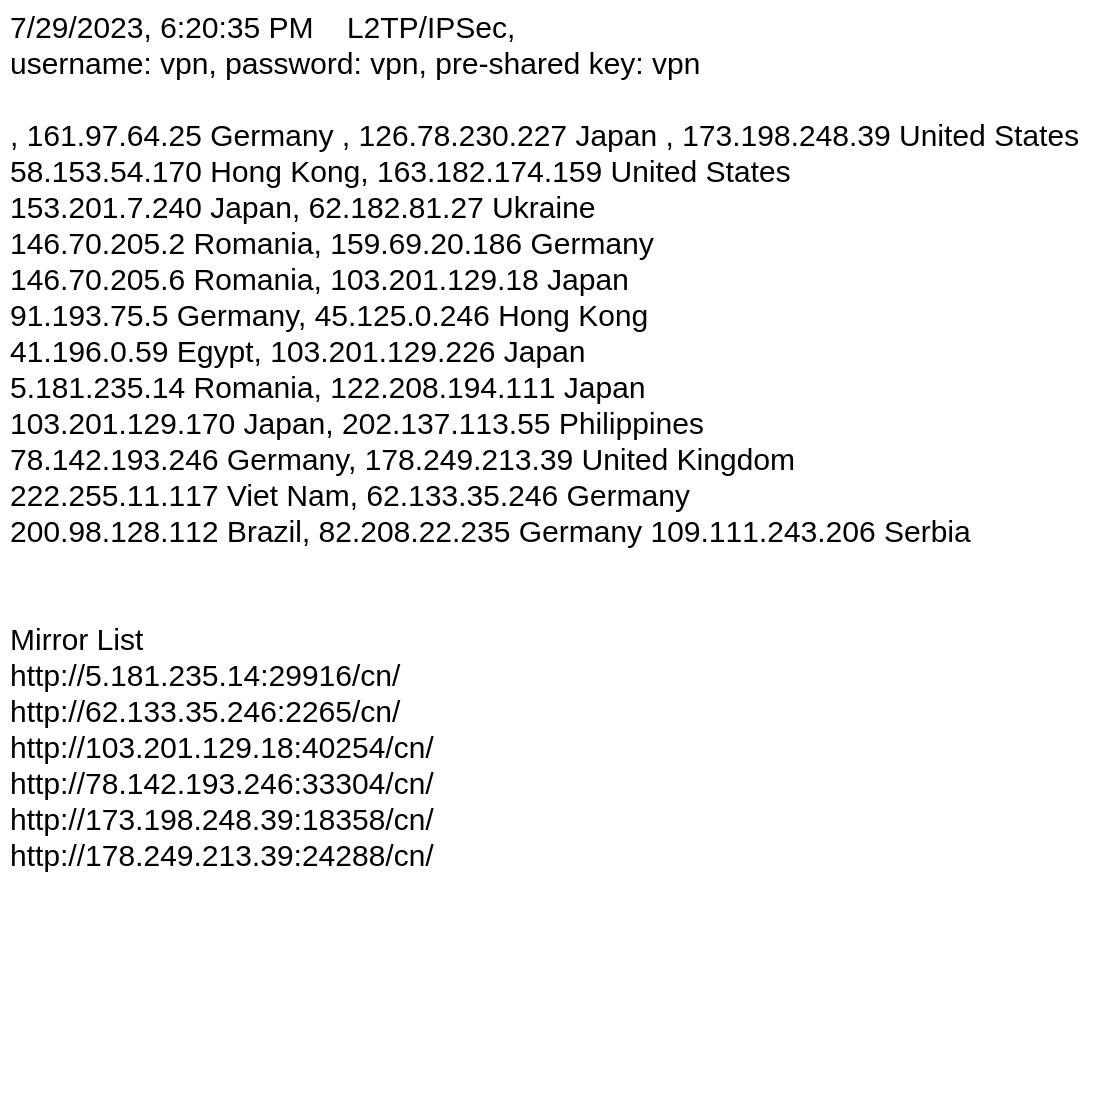 7/29/2023, 6:20:35 PM    L2TP/IPSec,
username: vpn, password: vpn, pre-shared key: vpn
, 161.97.64.25 Germany , 126.78.230.227 Japan , 173.198.248.39 United States
58.153.54.170 Hong Kong, 163.182.174.159 United States
153.201.7.240 Japan, 62.182.81.27 Ukraine
146.70.205.2 Romania, 159.69.20.186 Germany
146.70.205.6 Romania, 103.201.129.18 Japan
91.193.75.5 Germany, 45.125.0.246 Hong Kong
41.196.0.59 Egypt, 103.201.129.226 Japan
5.181.235.14 Romania, 122.208.194.111 Japan
103.201.129.170 Japan, 202.137.113.55 Philippines
78.142.193.246 Germany, 178.249.213.39 United Kingdom
222.255.11.117 Viet Nam, 62.133.35.246 Germany
200.98.128.112 Brazil, 82.208.22.235 Germany 109.111.243.206 Serbia
Mirror List
http://5.181.235.14:29916/cn/
http://62.133.35.246:2265/cn/
http://103.201.129.18:40254/cn/
http://78.142.193.246:33304/cn/
http://173.198.248.39:18358/cn/
http://178.249.213.39:24288/cn/